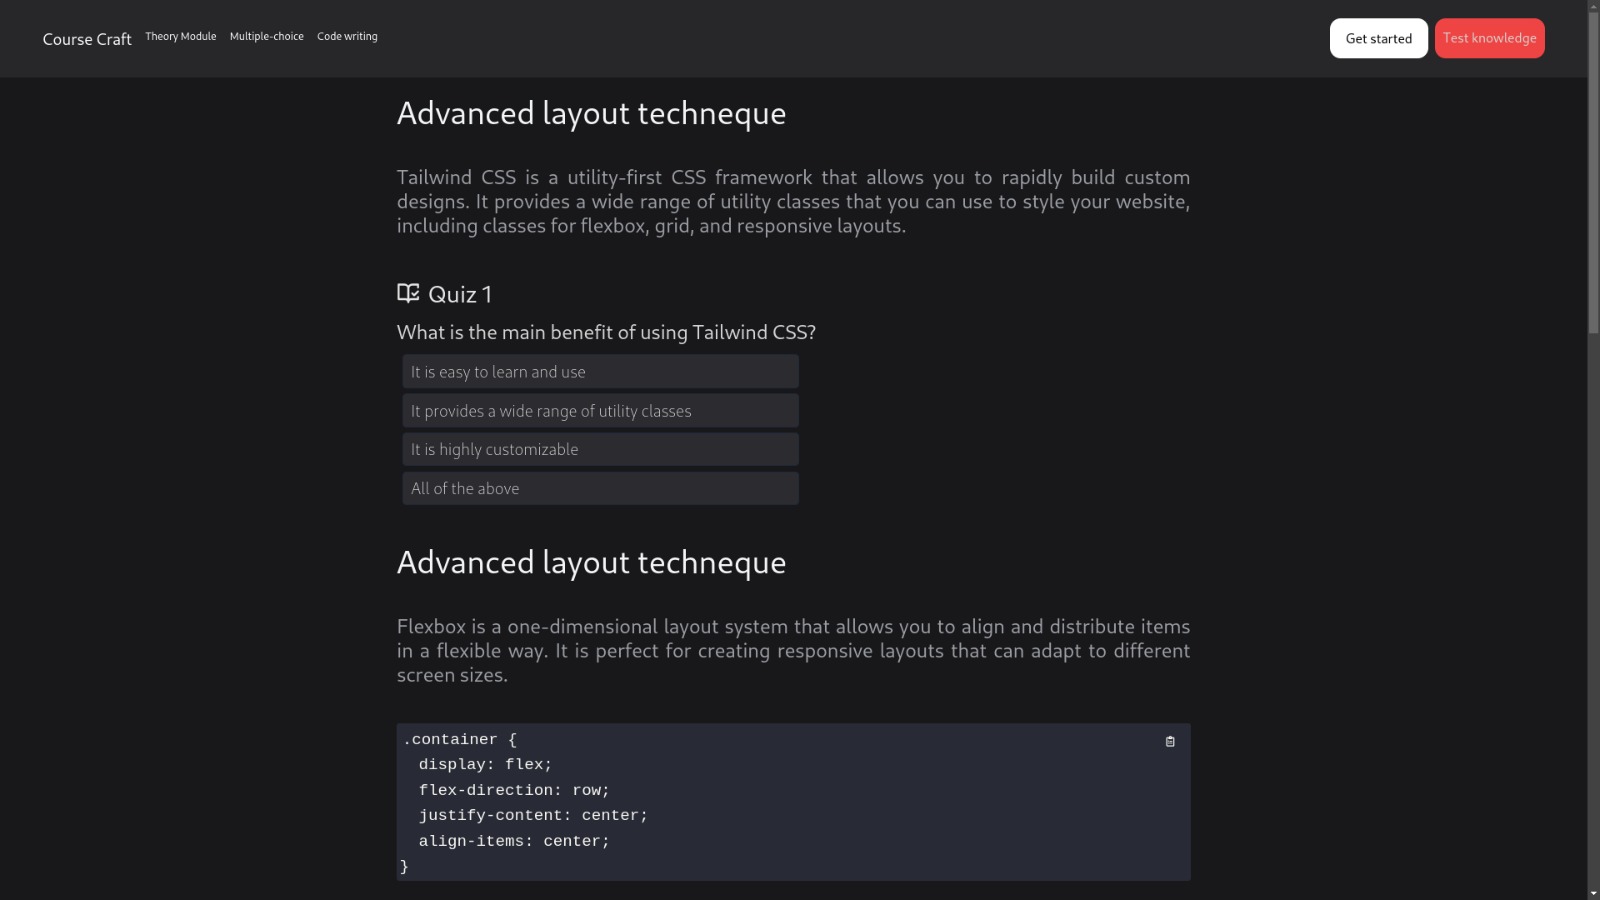 Course Craft Theory Module Multiple-choice Code writing Get started Test knowledge
Advanced layout techneque
Tailwind CSS is a utility-first CSS framework that allows you to rapidly build custom
designs. It provides a wide range of utility classes that you can use to style your website,
including classes for flexbox, grid, and responsive layouts.
Quiz 1
What is the main benefit of using Tailwind CSS?
It is easy to learn and use
It provides a wide range of utility classes
It is highly customizable
All of the above
Advanced layout techneque
Flexbox is a one-dimensional layout system that allows you to align and distribute items
in a flexible way. It is perfect for creating responsive layouts that can adapt to different
screen sizes.
.container {
  display: flex;
  flex-direction: row;
  justify-content: center;
  align-items: center;
}